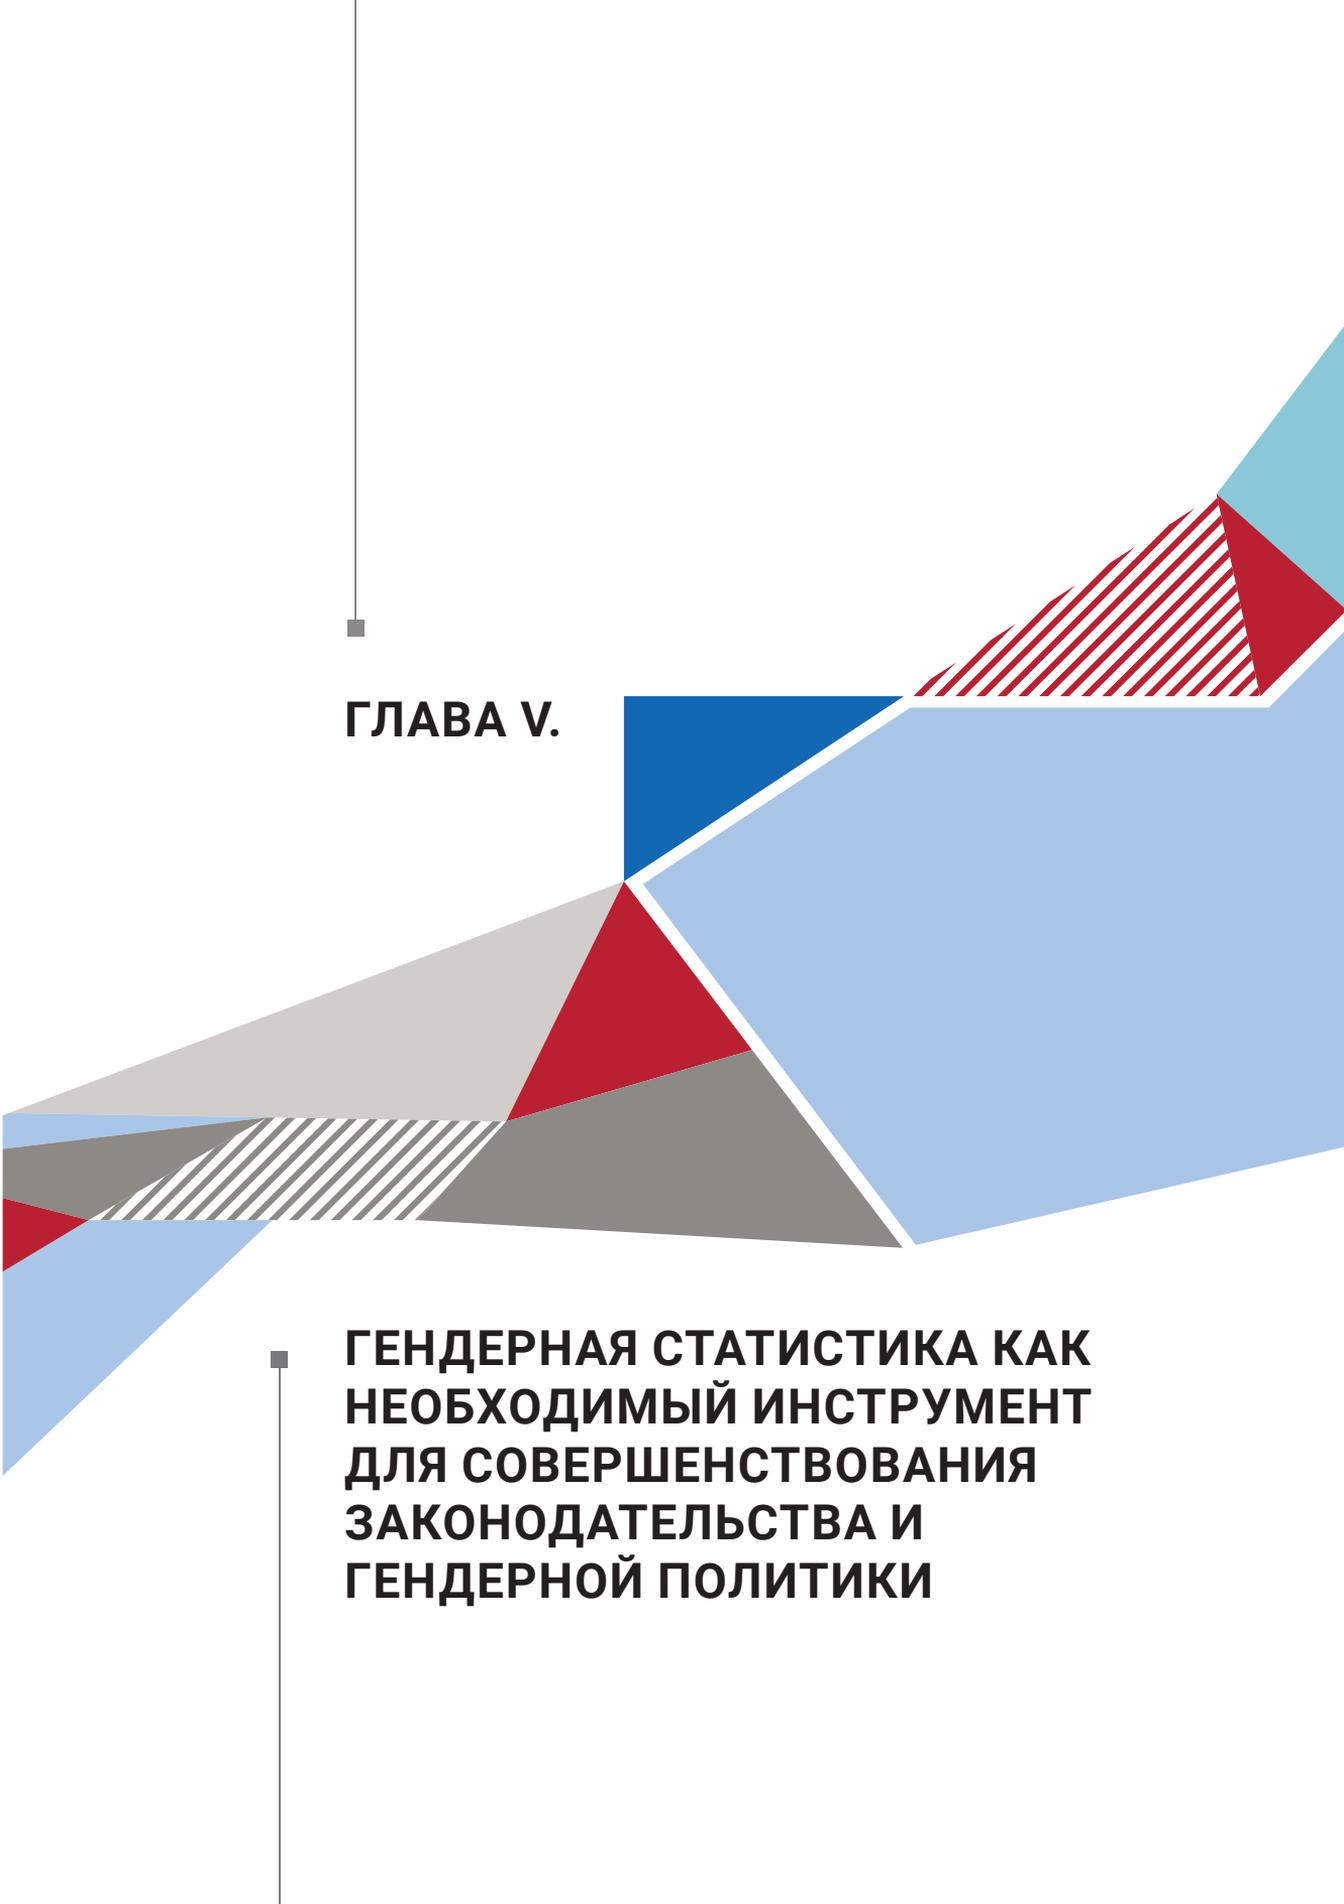 ГЛАВА V.
ГЕНДЕРНАЯ СТАТИСТИКА КАК
НЕОБХОДИМЫЙ ИНСТРУМЕНТ
ДЛЯ СОВЕРШЕНСТВОВАНИЯ
ЗАКОНОДАТЕЛЬСТВА И
ГЕНДЕРНОЙ ПОЛИТИКИ